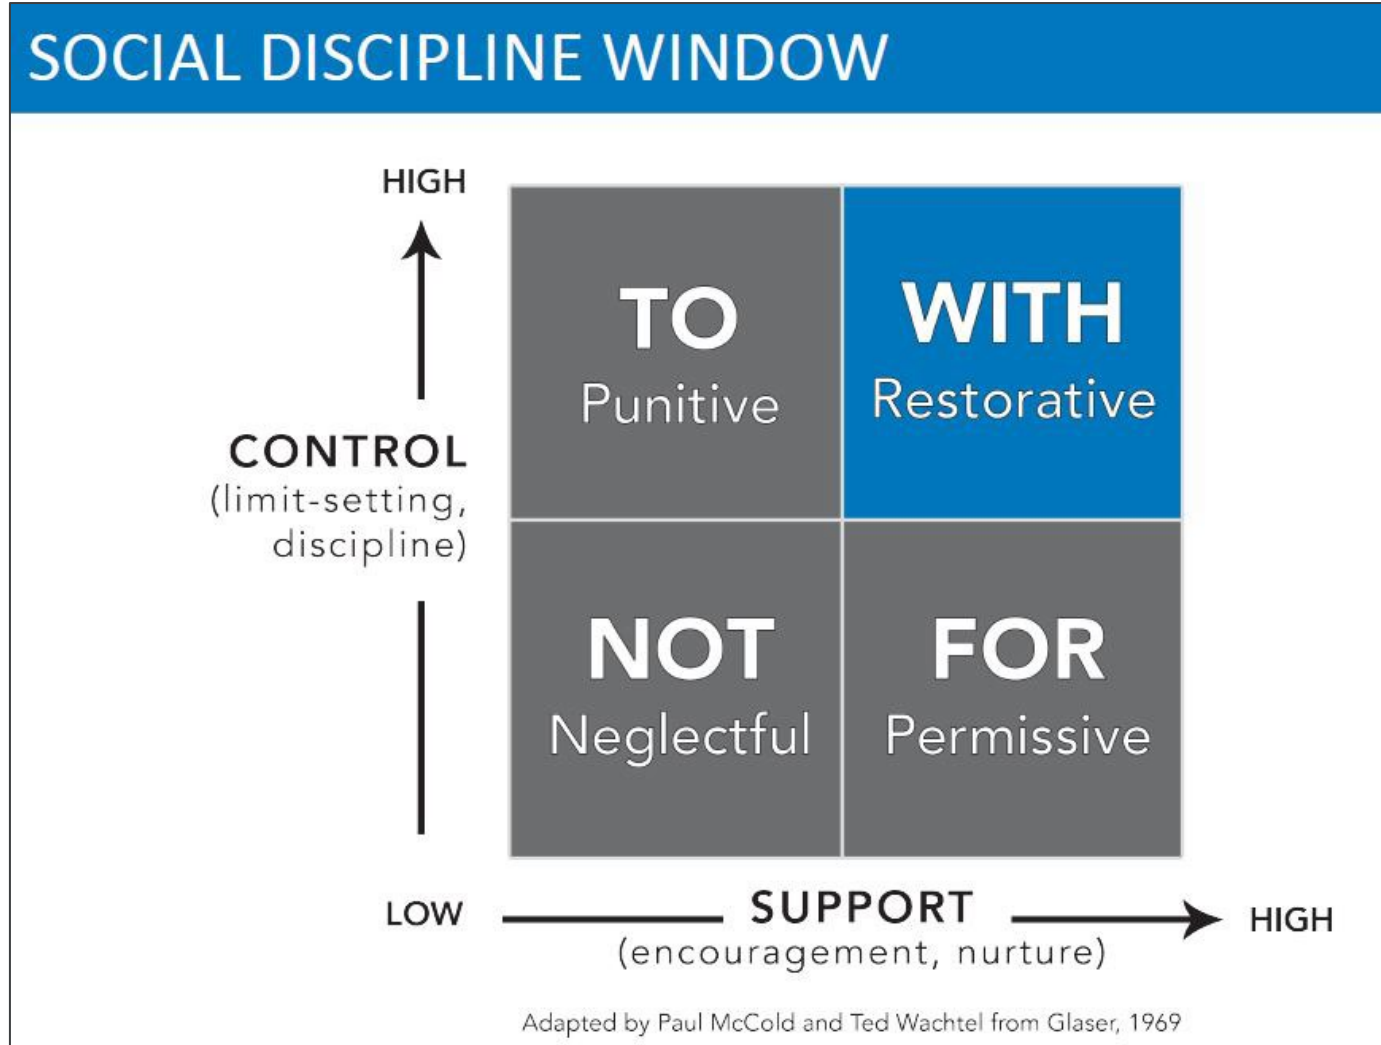 SOCIAL DISCIPLINE WINDOW
HIGH
TO
Punitive
WITH
Restorative
CONTROL
(limit-setting,
discipline)
NOT
Neglectful
FOR
Permissive
LOW
SUPPORT
(encouragement, nurture)
HIGH
Adapted by Paul McCold and Ted Wachtel from Glaser, 1969